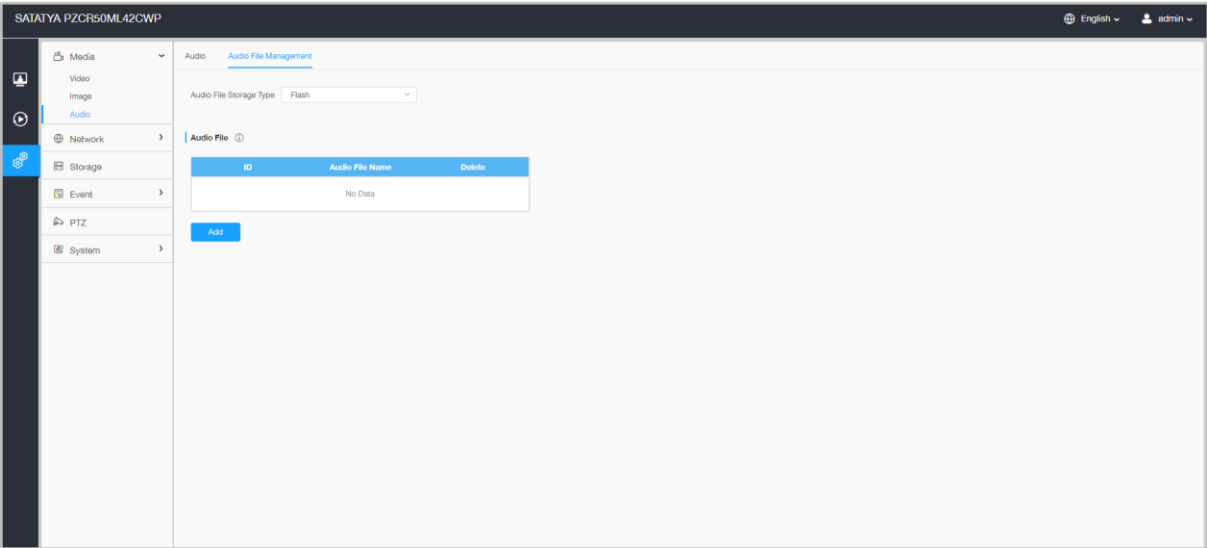 SATATYA PZCR50ML42CWP
English
admin
Media
Video
Image
Audio
Network
Storage
Event
PTZ
System
Audio
Audio File Management
Audio File Storage Type
Flash
Audio File
ID Audio File Name Delete
No Data
Add